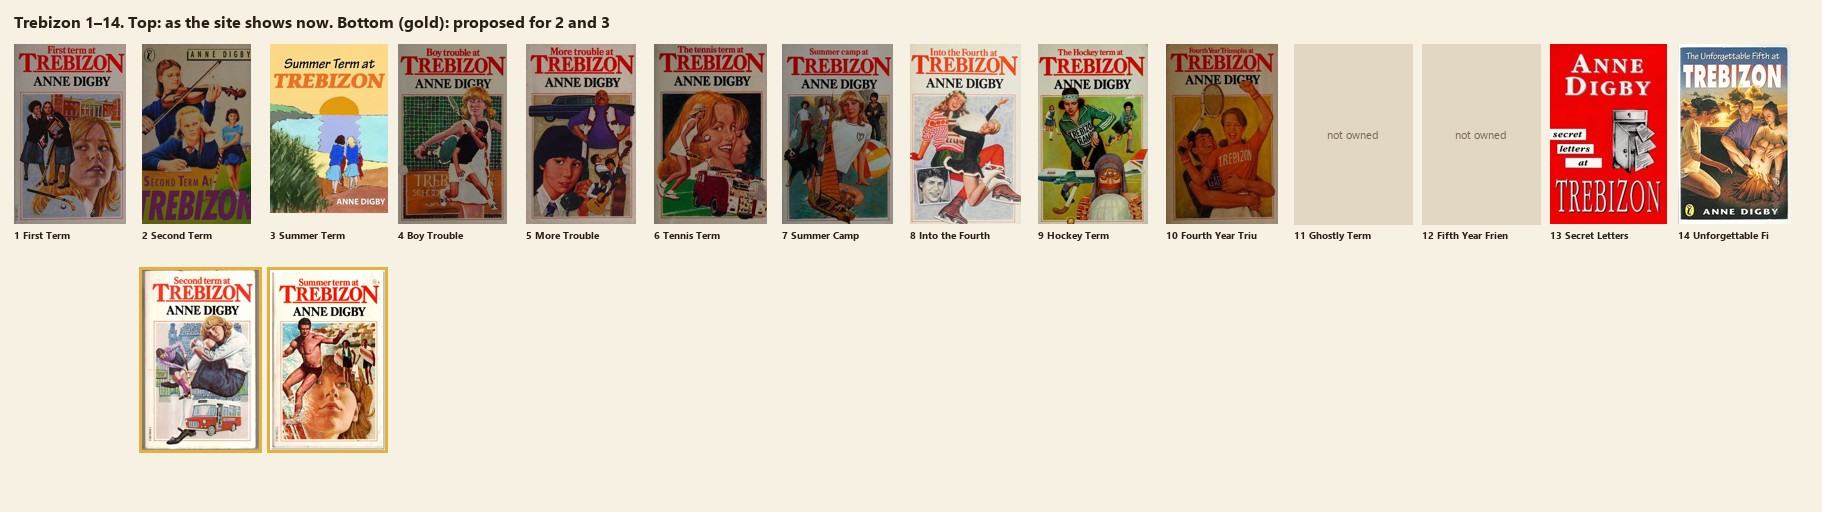 Trebizon 1–14. Top: as the site shows now. Bottom (gold): proposed for 2 and 3
First term at
TREBIZON
ANNE DIGBY
ANNE DIGBY
SECOND TERM AT
TREBIZON
Summer Term at
TREBIZON
ANNE DIGBY
Boy trouble at
TREBIZON
ANNE DIGBY
More trouble at
TREBIZON
ANNE DIGBY
The tennis term at
TREBIZON
ANNE DIGBY
Summer camp at
TREBIZON
ANNE DIGBY
Into the Fourth at
TREBIZON
ANNE DIGBY
The Hockey term at
TREBIZON
ANNE DIGBY
Fourth Year Triumphs at
TREBIZON
ANNE DIGBY
TREBIZON
not owned
not owned
ANNE
DIGBY
secret
letters
at
TREBIZON
The Unforgettable Fifth at
TREBIZON
ANNE DIGBY
1 First Term
2 Second Term
3 Summer Term
4 Boy Trouble
5 More Trouble
6 Tennis Term
7 Summer Camp
8 Into the Fourth
9 Hockey Term
10 Fourth Year Triu
11 Ghostly Term
12 Fifth Year Frien
13 Secret Letters
14 Unforgettable Fi
Second term at
TREBIZON
ANNE DIGBY
Summer term at
TREBIZON
ANNE DIGBY